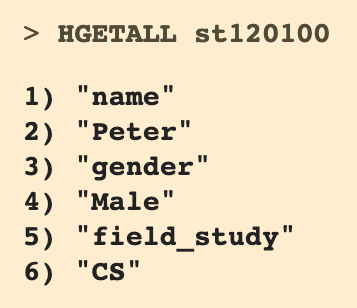 > HGETALL st120100
1) "name"
2) "Peter"
3) "gender"
4) "Male"
5) "field_study"
6) "CS"